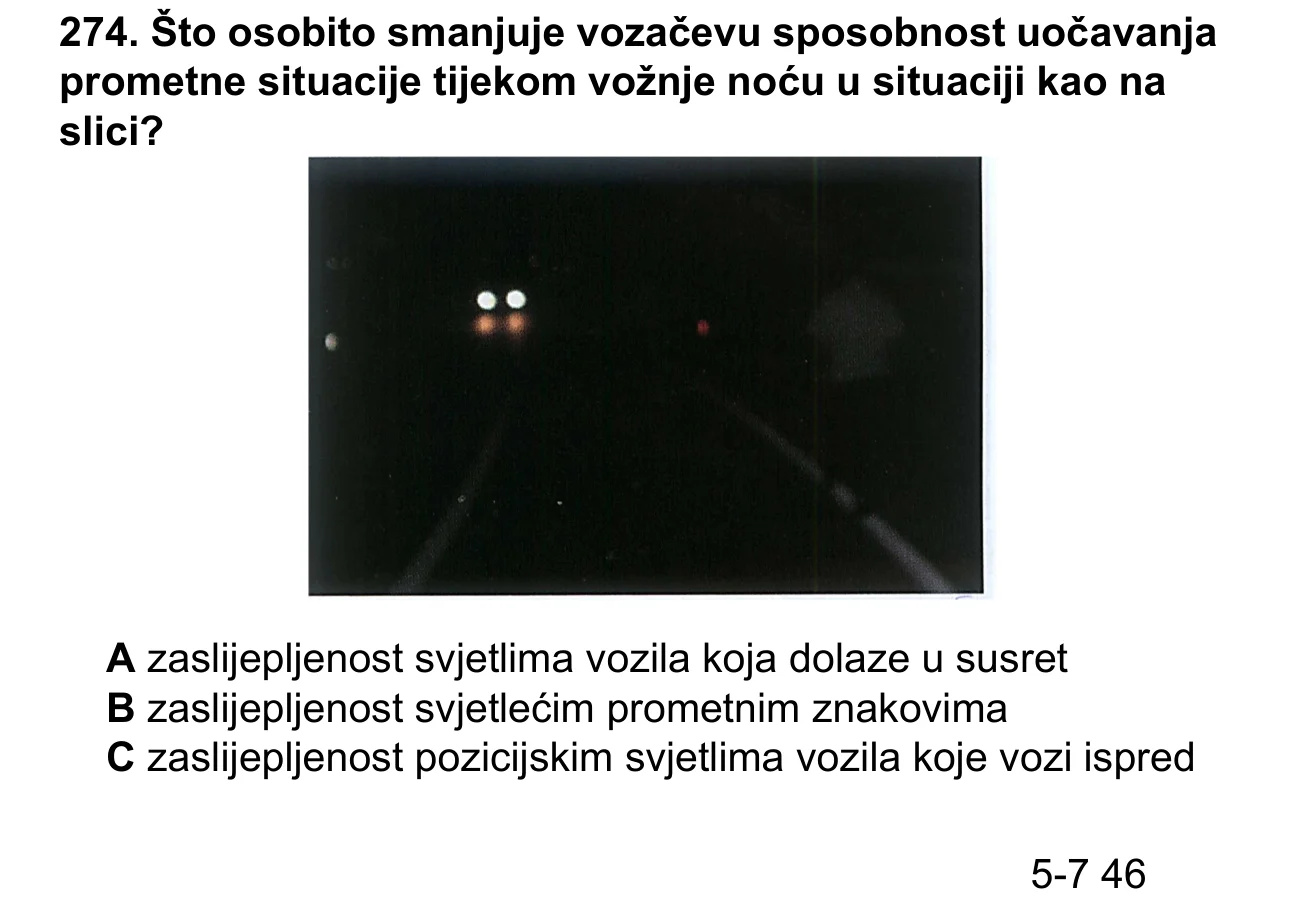 274. Što osobito smanjuje vozačevu sposobnost uočavanja
prometne situacije tijekom vožnje noću u situaciji kao na
slici?
A zaslijepljenost svjetlima vozila koja dolaze u susret
B zaslijepljenost svjetlećim prometnim znakovima
C zaslijepljenost pozicijskim svjetlima vozila koje vozi ispred
5-7 46